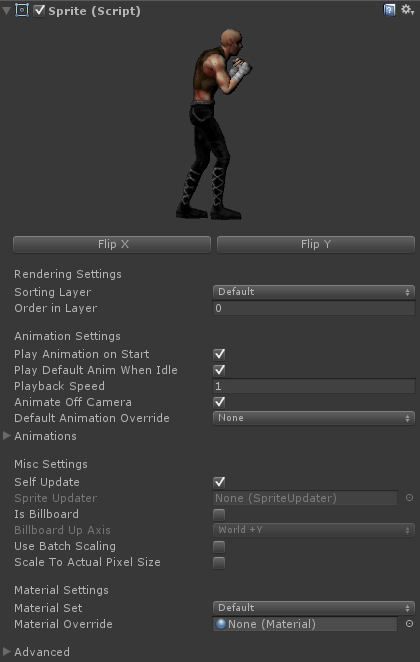 Sprite (Script)
Flip X Flip Y
Rendering Settings
Sorting Layer Default
Order in Layer 0
Animation Settings
Play Animation on Start
Play Default Anim When Idle
Playback Speed 1
Animate Off Camera
Default Animation Override None
Animations
Misc Settings
Self Update
Sprite Updater None (SpriteUpdater)
Is Billboard
Billboard Up Axis World +Y
Use Batch Scaling
Scale To Actual Pixel Size
Material Settings
Material Set Default
Material Override None (Material)
Advanced